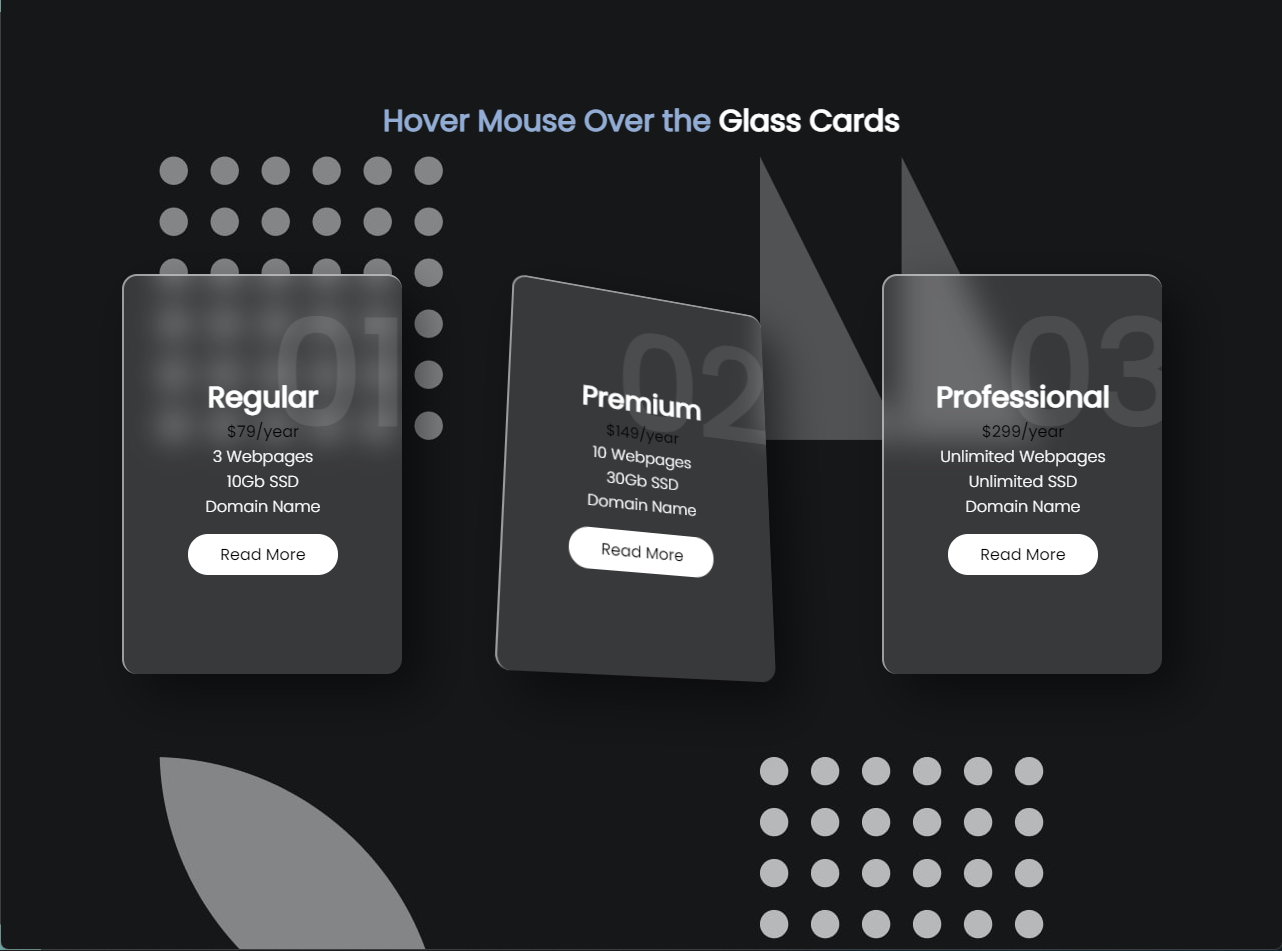 Hover Mouse Over the Glass Cards
01
Regular
$79/year
3 Webpages
10Gb SSD
Domain Name
Read More
02
Premium
$149/year
10 Webpages
30Gb SSD
Domain Name
Read More
03
Professional
$299/year
Unlimited Webpages
Unlimited SSD
Domain Name
Read More